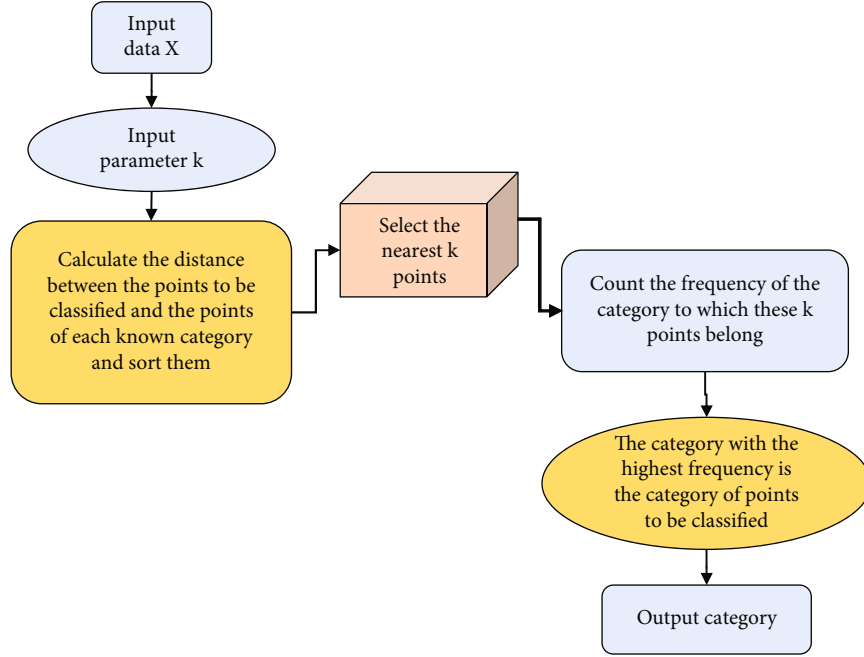 Input
data X
Input
parameter k
Calculate the distance
between the points to be
classified and the points
of each known category
and sort them
Select the
nearest k
points
Count the frequency of the
category to which these k
points belong
The category with the
highest frequency is
the category of points
to be classified
Output category